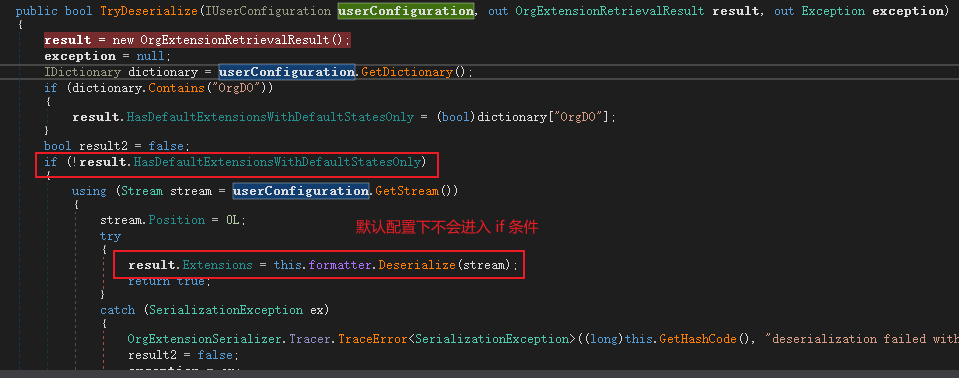 public bool TryDeserialize(IUserConfiguration userConfiguration, out OrgExtensionRetrievalResult result, out Exception exception)
{
result = new OrgExtensionRetrievalResult();
exception = null;
IDictionary dictionary = userConfiguration.GetDictionary();
if (dictionary.Contains("OrgDO"))
{
result.HasDefaultExtensionsWithDefaultStatesOnly = (bool)dictionary["OrgDO"];
}
bool result2 = false;
if (!result.HasDefaultExtensionsWithDefaultStatesOnly)
{
using (Stream stream = userConfiguration.GetStream())
{
stream.Position = 0L;
默认配置下不会进入 if 条件
try
{
result.Extensions = this.formatter.Deserialize(stream);
return true;
}
catch (SerializationException ex)
{
OrgExtensionSerializer.Tracer.TraceError<SerializationException>((long)this.GetHashCode(), "deserialization failed with
result2 = false;
exception = ex;